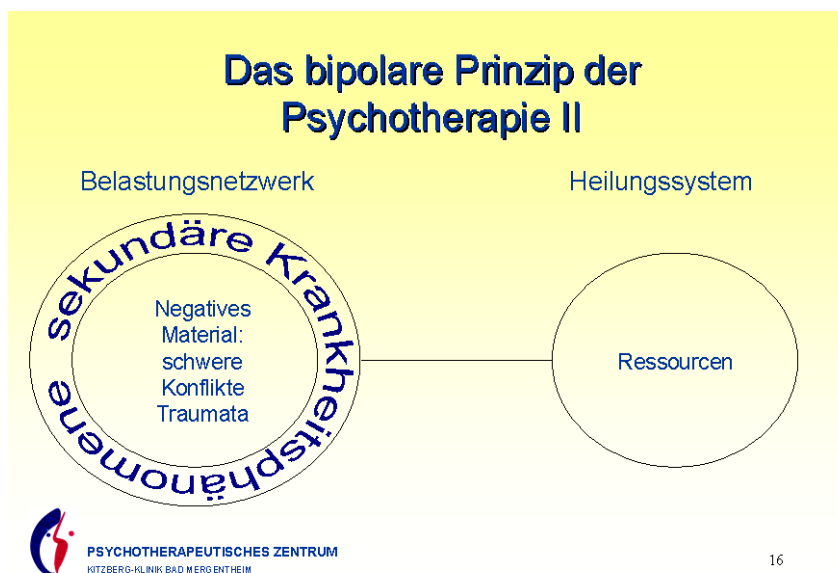 Das bipolare Prinzip der
Psychotherapie II
Belastungsnetzwerk
Heilungssystem
sekundäre Krankheitsphänomene
Negatives
Material:
schwere
Konflikte
Traumata
Ressourcen
PSYCHOTHERAPEUTISCHES ZENTRUM
KITZBERG-KLINIK BAD MERGENTHEIM
16